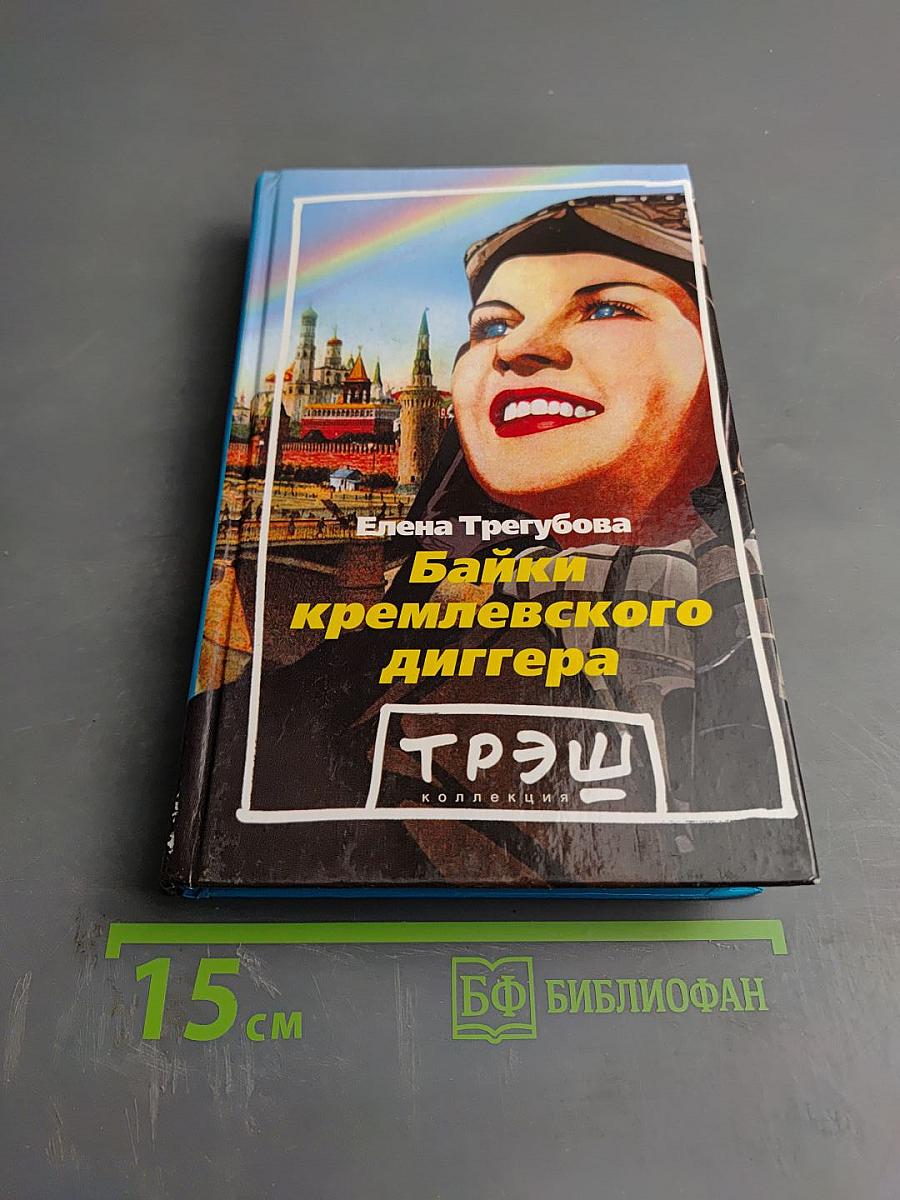 Елена Трегубова
Байки
кремлевского
диггера
ТРЭШ
коллекция
15 см
БФ БИБЛИОФАН